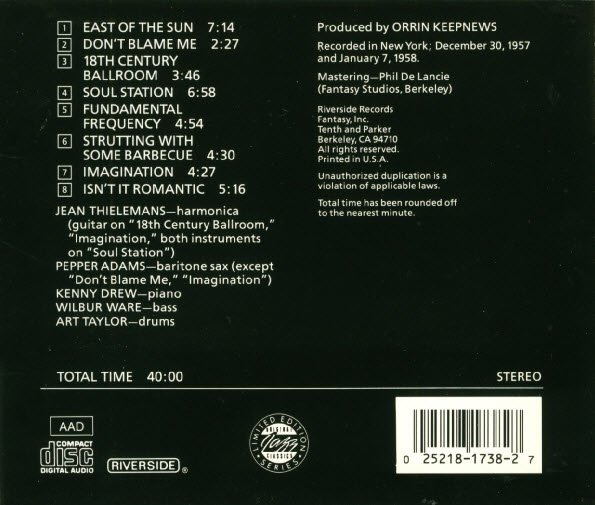 1 EAST OF THE SUN 7:14
2 DON'T BLAME ME 2:27
3 18TH CENTURY
BALLROOM 3:46
4 SOUL STATION 6:58
5 FUNDAMENTAL
FREQUENCY 4:54
6 STRUTTING WITH
SOME BARBECUE 4:30
7 IMAGINATION 4:27
8 ISN'T IT ROMANTIC 5:16
JEAN THIELEMANS—harmonica
(guitar on "18th Century Ballroom,"
"Imagination," both instruments
on "Soul Station")
PEPPER ADAMS—baritone sax (except
"Don't Blame Me," "Imagination")
KENNY DREW—piano
WILBUR WARE—bass
ART TAYLOR—drums
Produced by ORRIN KEEPNEWS
Recorded in New York; December 30, 1957
and January 7, 1958.
Mastering—Phil De Lancie
(Fantasy Studios, Berkeley)
Riverside Records
Fantasy, Inc.
Tenth and Parker
Berkeley, CA 94710
All rights reserved.
Printed in U.S.A.
Unauthorized duplication is a
violation of applicable laws.
Total time has been rounded off
to the nearest minute.
TOTAL TIME 40:00
STEREO
AAD
COMPACT
disc
DIGITAL AUDIO
RIVERSIDE ®
LIMITED EDITION
ORIGINAL
Jazz
CLASSICS
SERIES
0 25218-1738-2 7